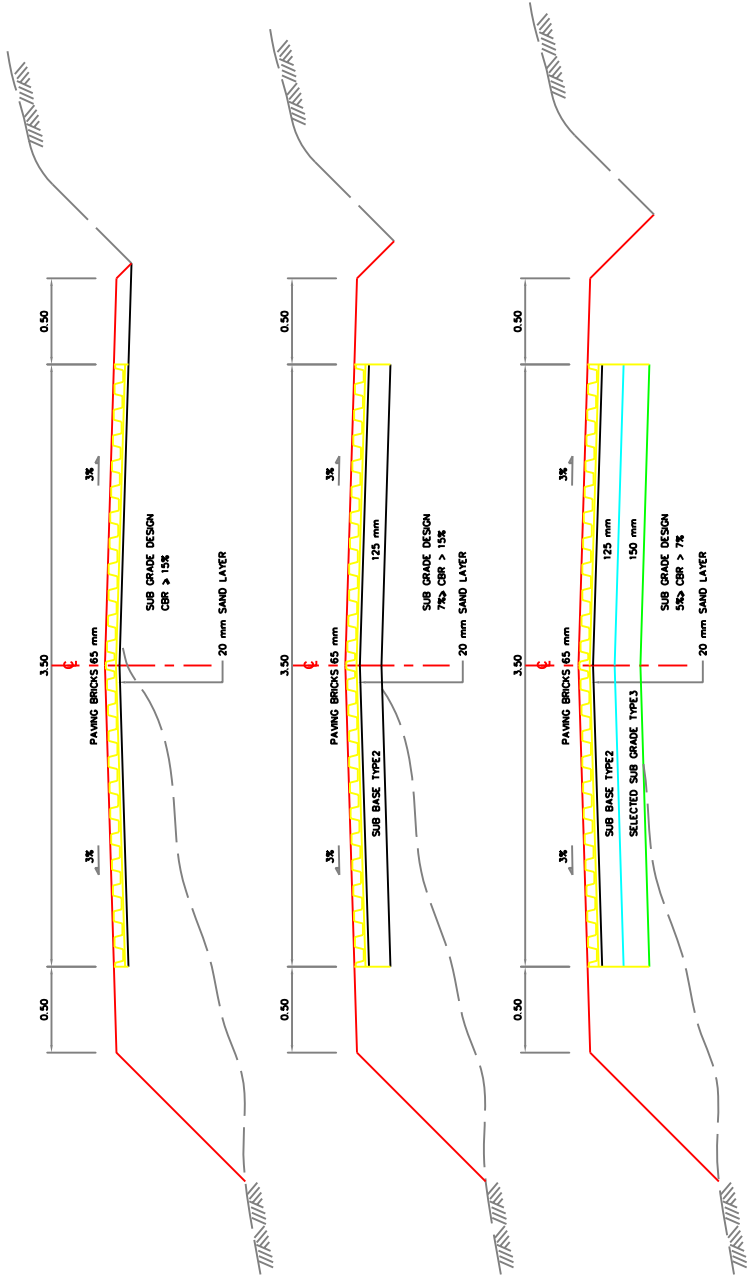 0.50
3.50
0.50
℄
PAVING BRICKS 65 mm
3%
3%
SUB GRADE DESIGN
CBR ⩾ 15%
20 mm SAND LAYER
0.50
3.50
0.50
℄
PAVING BRICKS 65 mm
3%
3%
SUB BASE TYPE2
125 mm
SUB GRADE DESIGN
7%⩾ CBR > 15%
20 mm SAND LAYER
0.50
3.50
0.50
℄
PAVING BRICKS 65 mm
3%
3%
SUB BASE TYPE2
125 mm
SELECTED SUB GRADE TYPE3
150 mm
SUB GRADE DESIGN
5%⩾ CBR > 7%
20 mm SAND LAYER